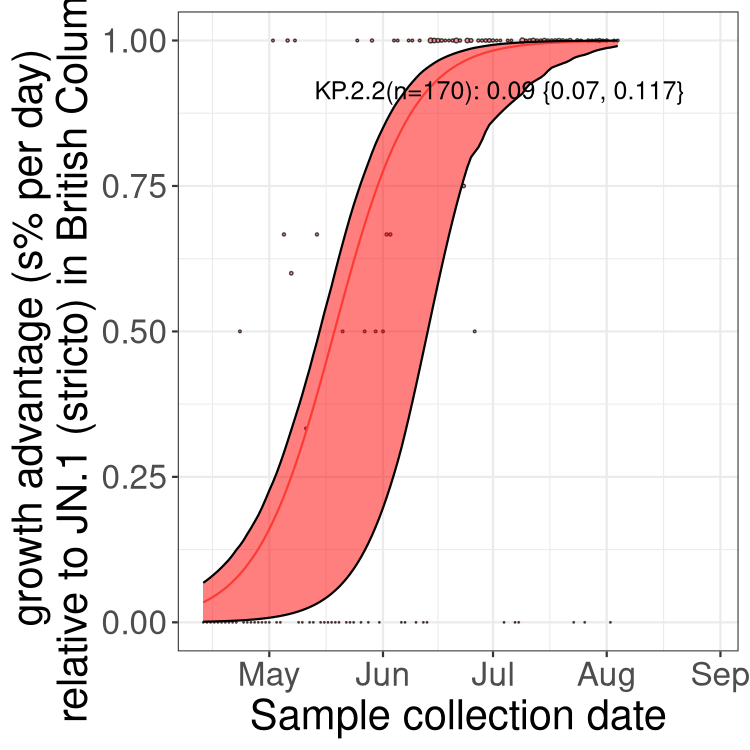 growth advantage (s% per day)
relative to JN.1 (stricto) in British Colum
1.00
0.75
0.50
0.25
0.00
KP.2.2(n=170): 0.09 {0.07, 0.117}
May Jun Jul Aug Sep
Sample collection date